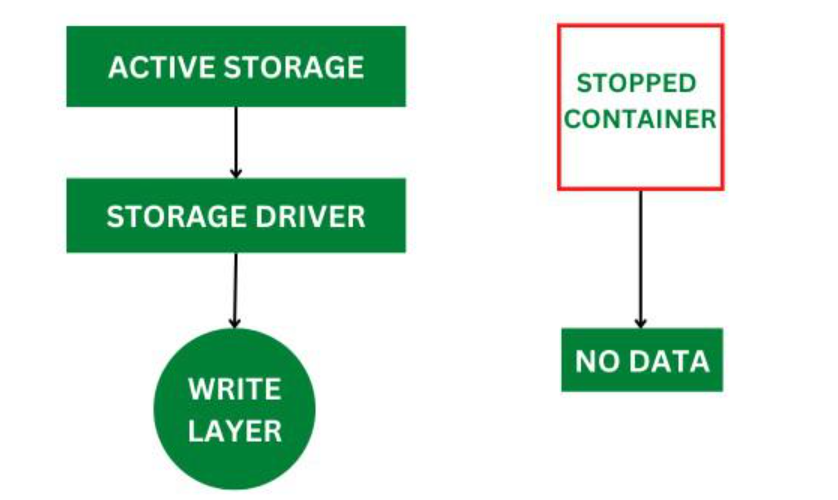 ACTIVE STORAGE
STORAGE DRIVER
WRITE
LAYER
STOPPED
CONTAINER
NO DATA